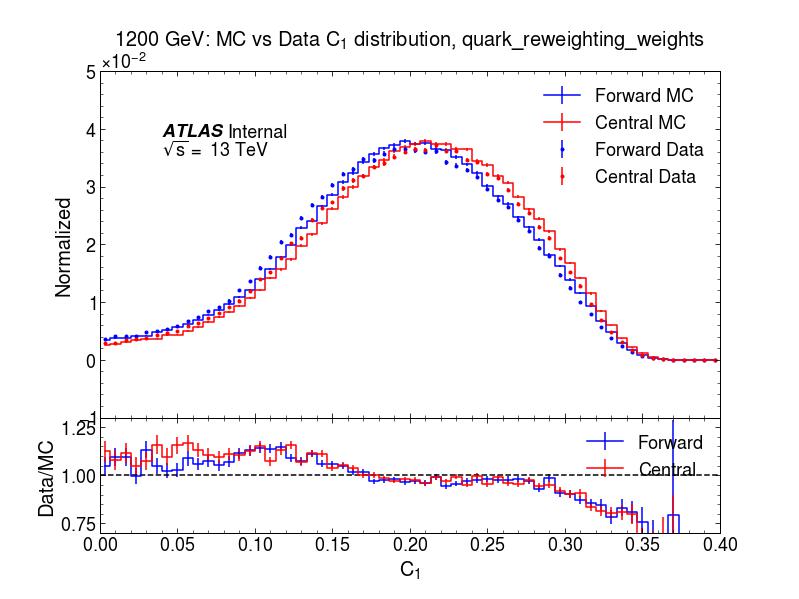 1200 GeV: MC vs Data C₁ distribution, quark_reweighting_weights
×10⁻²
5
4
3
2
1
0
−1
Normalized
ATLAS Internal
√s = 13 TeV
Forward MC
Central MC
Forward Data
Central Data
1.25
1.00
0.75
Data/MC
Forward
Central
0.00 0.05 0.10 0.15 0.20 0.25 0.30 0.35 0.40
C₁